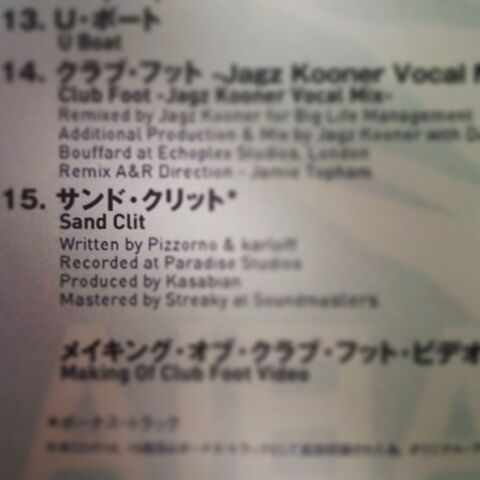 13. U・ボート
U Boat
14. クラブ・フット -Jagz Kooner Vocal
Club Foot -Jagz Kooner Vocal Mix-
Remixed by Jagz Kooner for Big Life Management
Additional Production & Mix by Jagz Kooner with
Bouffard at Echoplex Studios, London
Remix A&R Direction - Jamie Topham
15. サンド・クリット*
Sand Clit
Written by Pizzorno & karloff
Recorded at Paradise Studios
Produced by Kasabian
Mastered by Streaky at Soundmasters
メイキング・オブ・クラブ・フット・ビデオ
Making Of Club Foot Video
*ボーナス・トラック